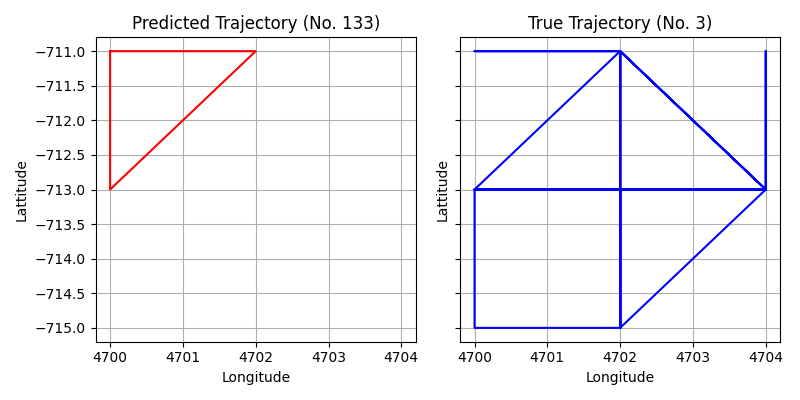 Predicted Trajectory (No. 133)
True Trajectory (No. 3)
Lattitude
−711.0
−711.5
−712.0
−712.5
−713.0
−713.5
−714.0
−714.5
−715.0
4700 4701 4702 4703 4704
Longitude
Lattitude
4700 4701 4702 4703 4704
Longitude